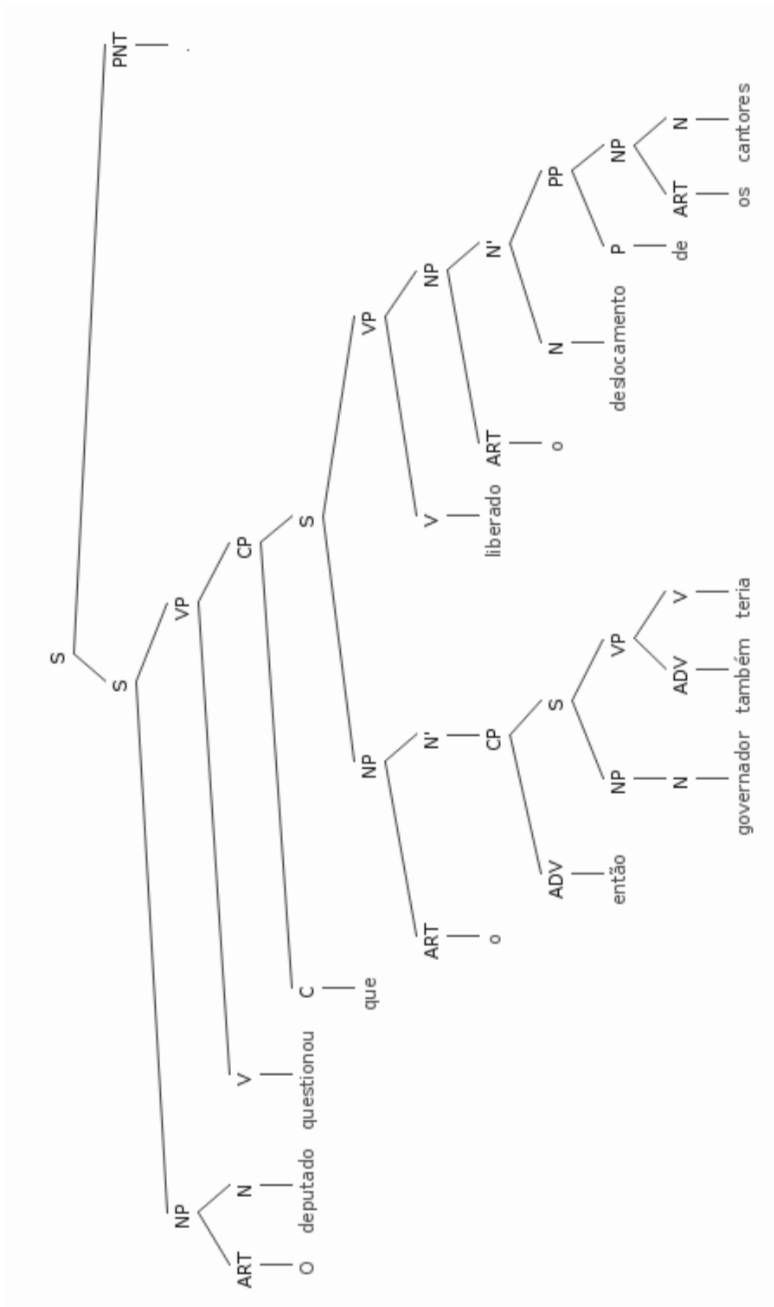 S
S PNT
NP VP .
ART N V CP
O deputado questionou C S
que NP VP
ART N' V NP
o CP liberado ART N'
ADV S o N PP
então NP VP deslocamento P NP
N ADV V de ART N
governador também teria os cantores